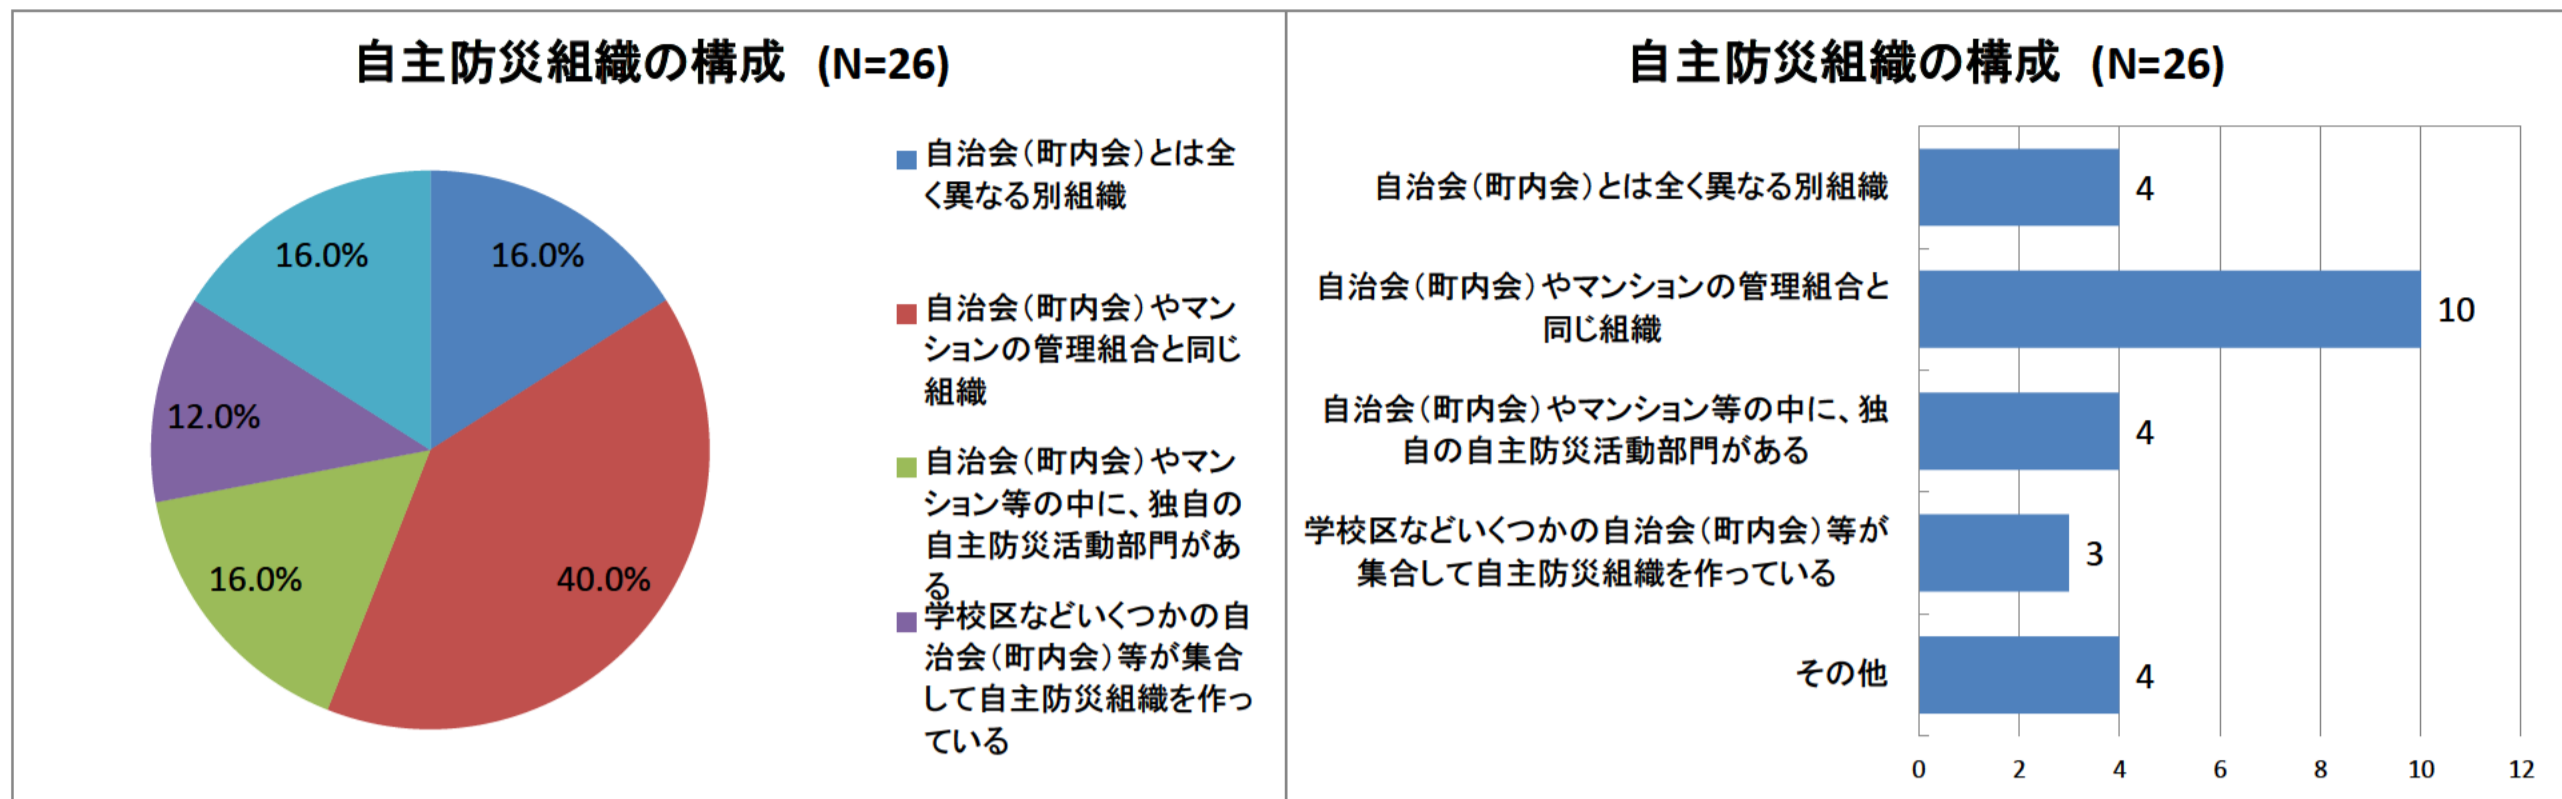 自主防災組織の構成 (N=26)
16.0%
16.0%
12.0%
16.0%
40.0%
自治会(町内会)とは全
く異なる別組織
自治会(町内会)やマン
ションの管理組合と同じ
組織
自治会(町内会)やマン
ション等の中に、独自の
自主防災活動部門があ
る
学校区などいくつかの自
治会(町内会)等が集合
して自主防災組織を作っ
ている
自主防災組織の構成 (N=26)
自治会(町内会)とは全く異なる別組織
4
自治会(町内会)やマンションの管理組合と
同じ組織
10
自治会(町内会)やマンション等の中に、独
自の自主防災活動部門がある
4
学校区などいくつかの自治会(町内会)等が
集合して自主防災組織を作っている
3
その他
4
0 2 4 6 8 10 12